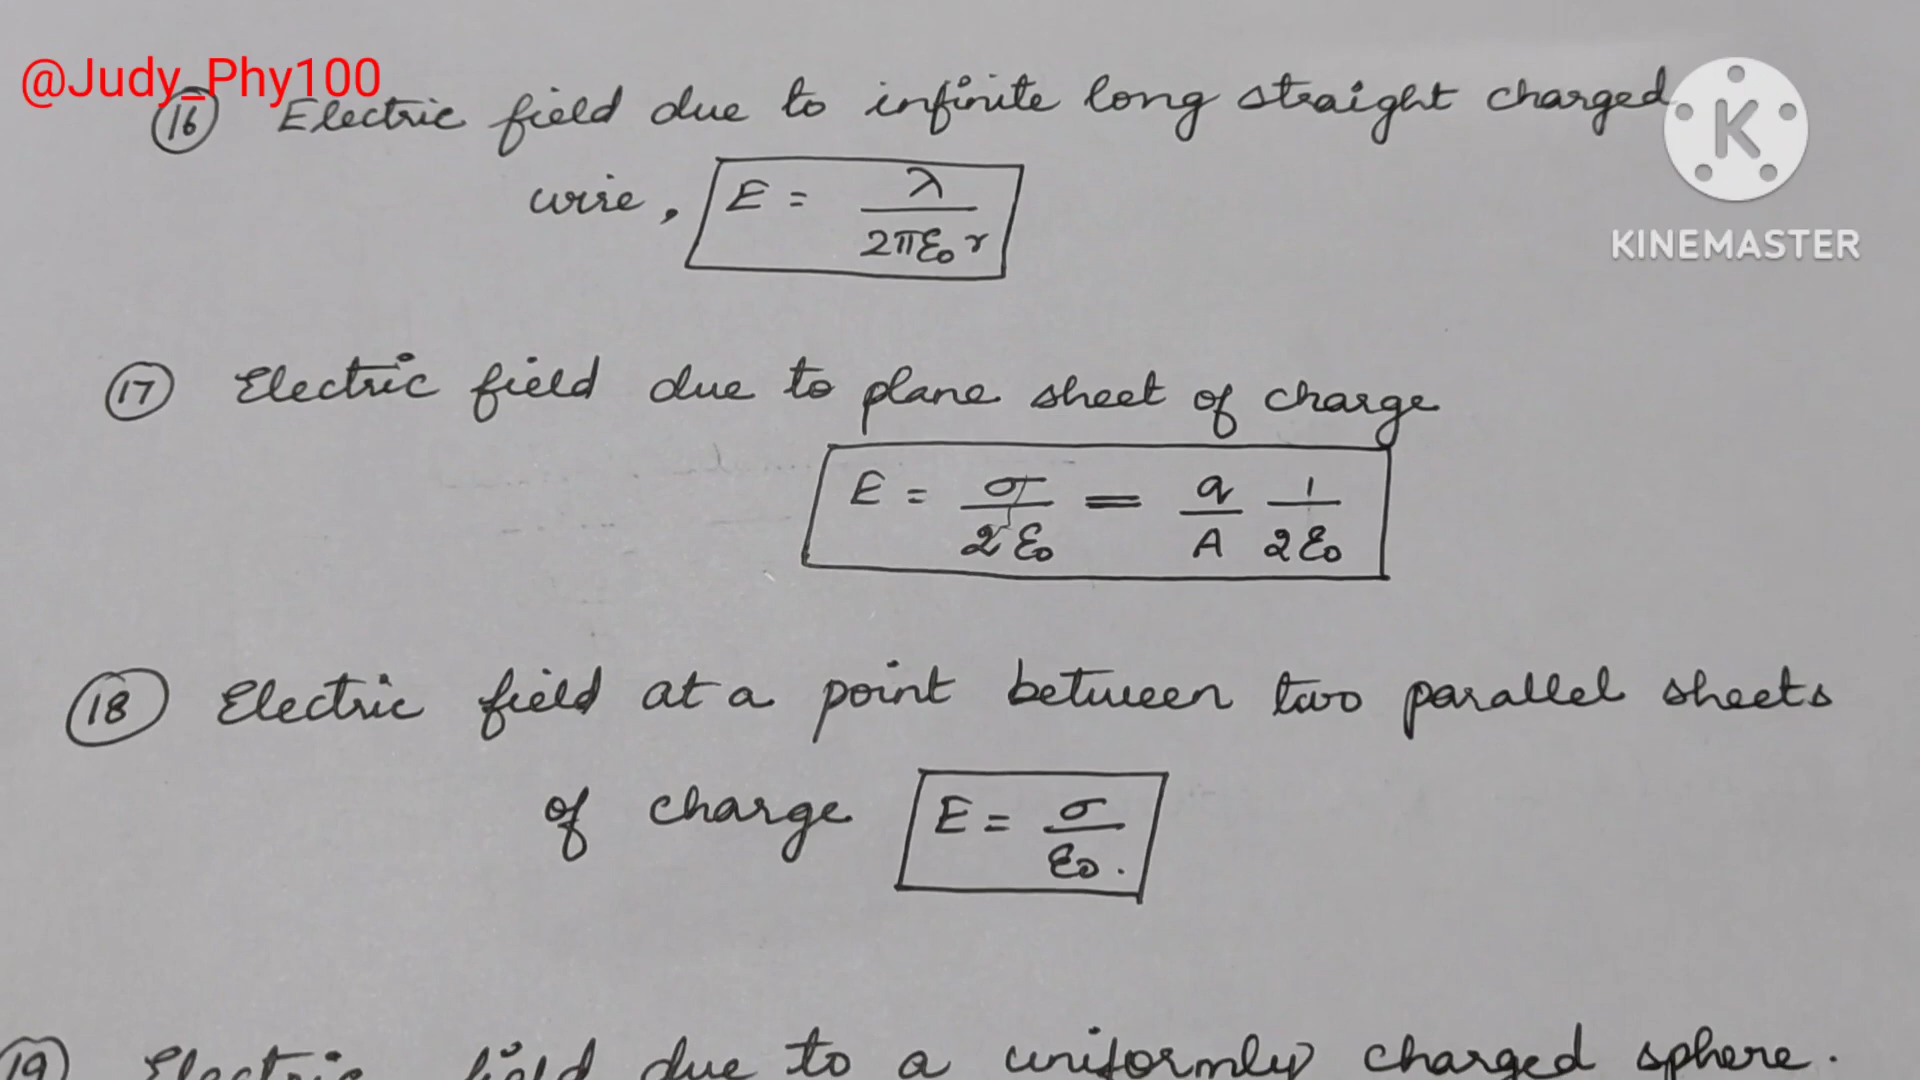 @Judy_Phy100
(16) Electric field due to infinite long straight charged
K
KINEMASTER
wire, E = λ / 2πε₀r
(17) Electric field due to plane sheet of charge
E = σ / 2ε₀ = q/A 1/2ε₀
(18) Electric field at a point between two parallel sheets
of charge E = σ / ε₀.
(19) Electric field due to a uniformly charged sphere.